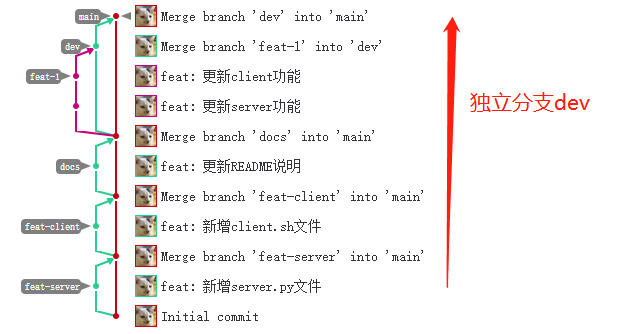 main Merge branch 'dev' into 'main'
dev Merge branch 'feat-1' into 'dev'
feat-1 feat: 更新client功能
feat: 更新server功能
独立分支dev
Merge branch 'docs' into 'main'
docs feat: 更新README说明
Merge branch 'feat-client' into 'main'
feat-client feat: 新增client.sh文件
Merge branch 'feat-server' into 'main'
feat-server feat: 新增server.py文件
Initial commit